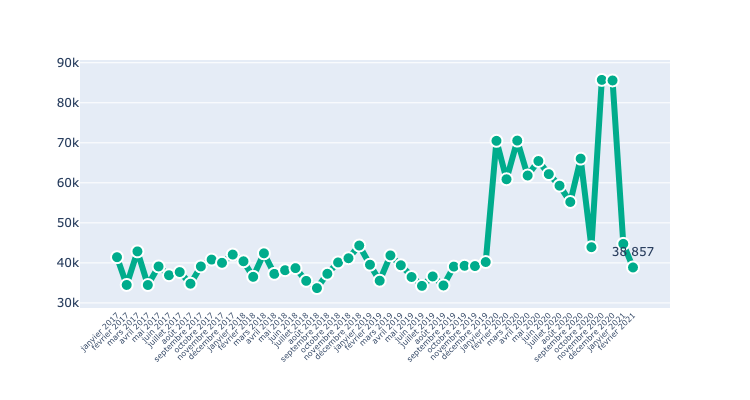 90k
80k
70k
60k
50k
40k
30k
38 857
janvier 2017
février 2017
mars 2017
avril 2017
mai 2017
juin 2017
juillet 2017
août 2017
septembre 2017
octobre 2017
novembre 2017
décembre 2017
janvier 2018
février 2018
mars 2018
avril 2018
mai 2018
juin 2018
juillet 2018
août 2018
septembre 2018
octobre 2018
novembre 2018
décembre 2018
janvier 2019
février 2019
mars 2019
avril 2019
mai 2019
juin 2019
juillet 2019
août 2019
septembre 2019
octobre 2019
novembre 2019
décembre 2019
janvier 2020
février 2020
mars 2020
avril 2020
mai 2020
juin 2020
juillet 2020
août 2020
septembre 2020
octobre 2020
novembre 2020
décembre 2020
janvier 2021
février 2021